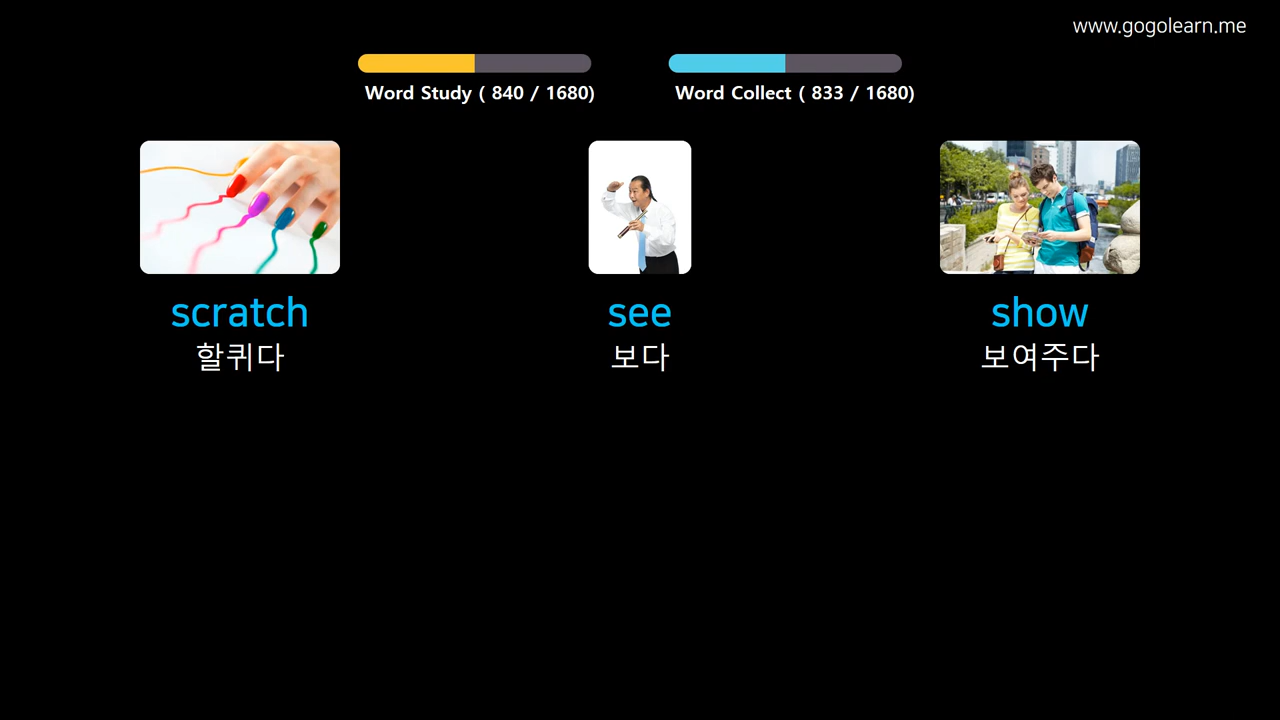 www.gogolearn.me
Word Study ( 840 / 1680)
Word Collect ( 833 / 1680)
scratch
할퀴다
see
보다
show
보여주다